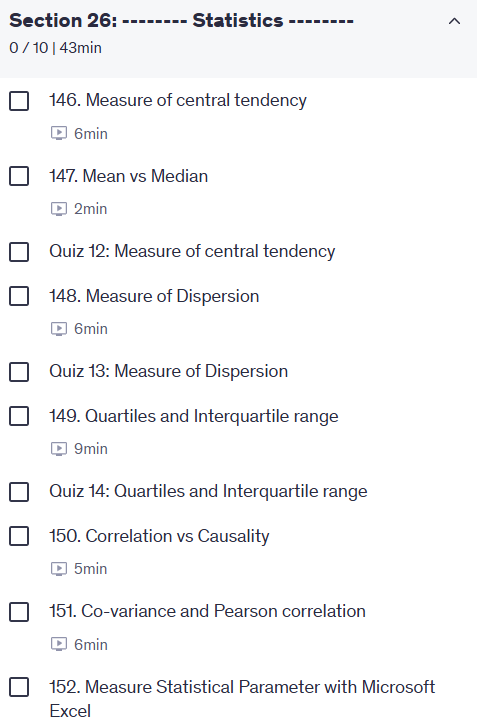 Section 26: -------- Statistics --------
0 / 10 | 43min
146. Measure of central tendency
6min
147. Mean vs Median
2min
Quiz 12: Measure of central tendency
148. Measure of Dispersion
6min
Quiz 13: Measure of Dispersion
149. Quartiles and Interquartile range
9min
Quiz 14: Quartiles and Interquartile range
150. Correlation vs Causality
5min
151. Co-variance and Pearson correlation
6min
152. Measure Statistical Parameter with Microsoft
Excel